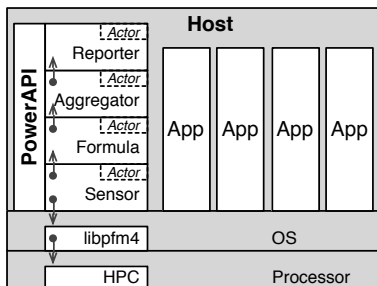 Host
PowerAPI
Actor
Reporter
Actor
Aggregator
Actor
Formula
Actor
Sensor
App
App
App
App
libpfm4
OS
HPC
Processor